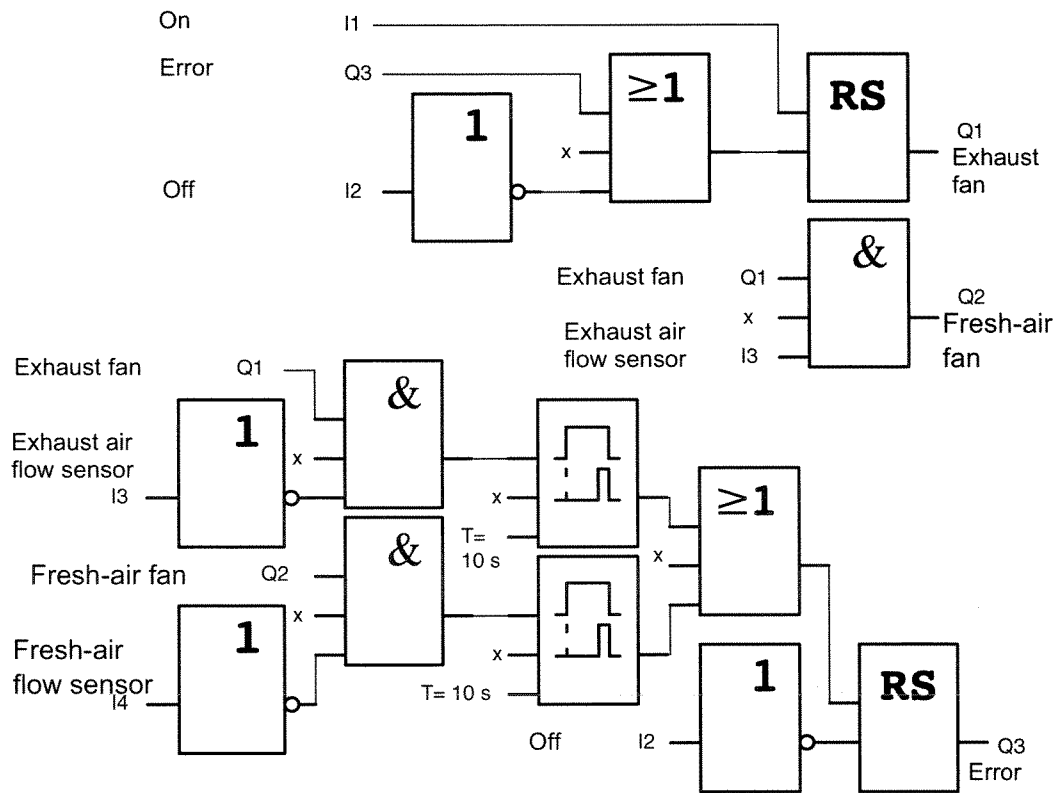 On I1
Error Q3
≥1
RS
1
x
Q1
Exhaust
fan
Off I2
&
Exhaust fan Q1
Q2
x
Fresh-air
fan
Exhaust air
flow sensor
I3
Exhaust fan Q1
&
1
Exhaust air
flow sensor
x
I3
x
≥1
T=
10 s
&
x
Fresh-air fan Q2
1
x
Fresh-air
flow sensor
x
I4
T= 10 s
1
RS
Off I2
Q3
Error